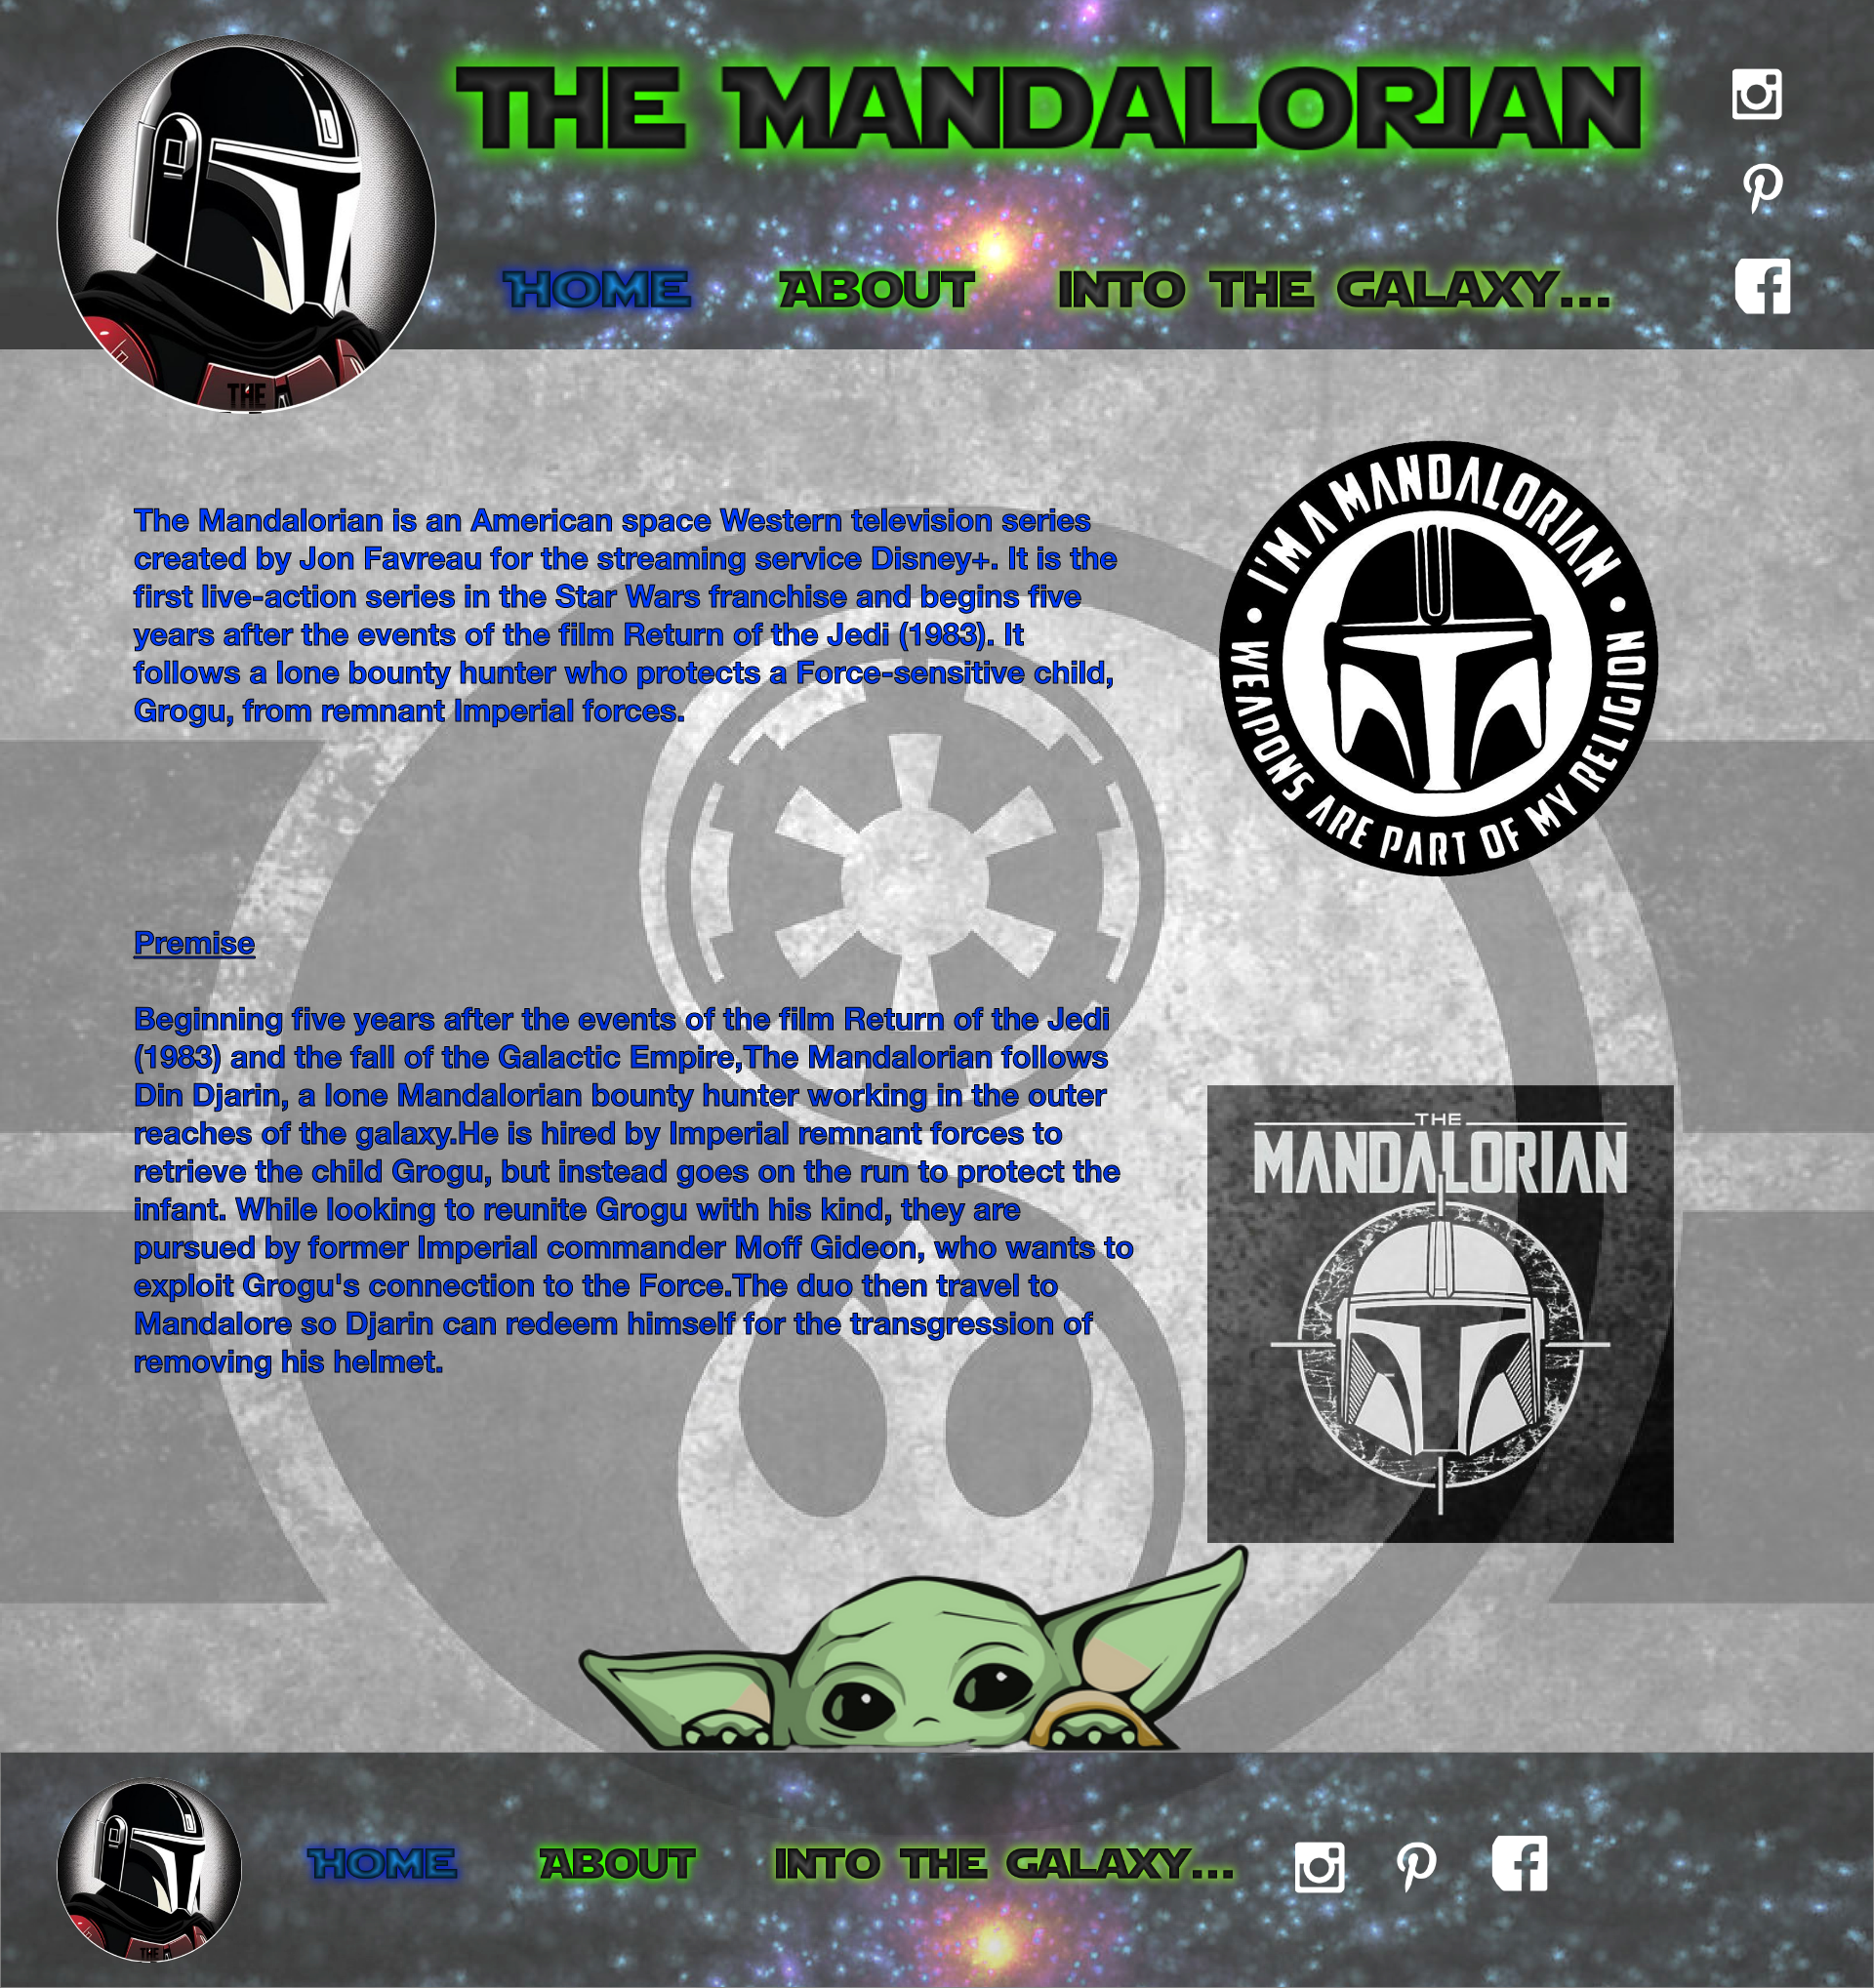 THE MANDALORIAN
HOME ABOUT INTO THE GALAXY...
THE
The Mandalorian is an American space Western television series
created by Jon Favreau for the streaming service Disney+. It is the
first live-action series in the Star Wars franchise and begins five
years after the events of the film Return of the Jedi (1983). It
follows a lone bounty hunter who protects a Force-sensitive child,
Grogu, from remnant Imperial forces.
I'M A MANDALORIAN
WEAPONS ARE PART OF MY RELIGION
Premise
Beginning five years after the events of the film Return of the Jedi
(1983) and the fall of the Galactic Empire,The Mandalorian follows
Din Djarin, a lone Mandalorian bounty hunter working in the outer
reaches of the galaxy.He is hired by Imperial remnant forces to
retrieve the child Grogu, but instead goes on the run to protect the
infant. While looking to reunite Grogu with his kind, they are
pursued by former Imperial commander Moff Gideon, who wants to
exploit Grogu's connection to the Force.The duo then travel to
Mandalore so Djarin can redeem himself for the transgression of
removing his helmet.
THE
MANDALORIAN
HOME ABOUT INTO THE GALAXY...
THE